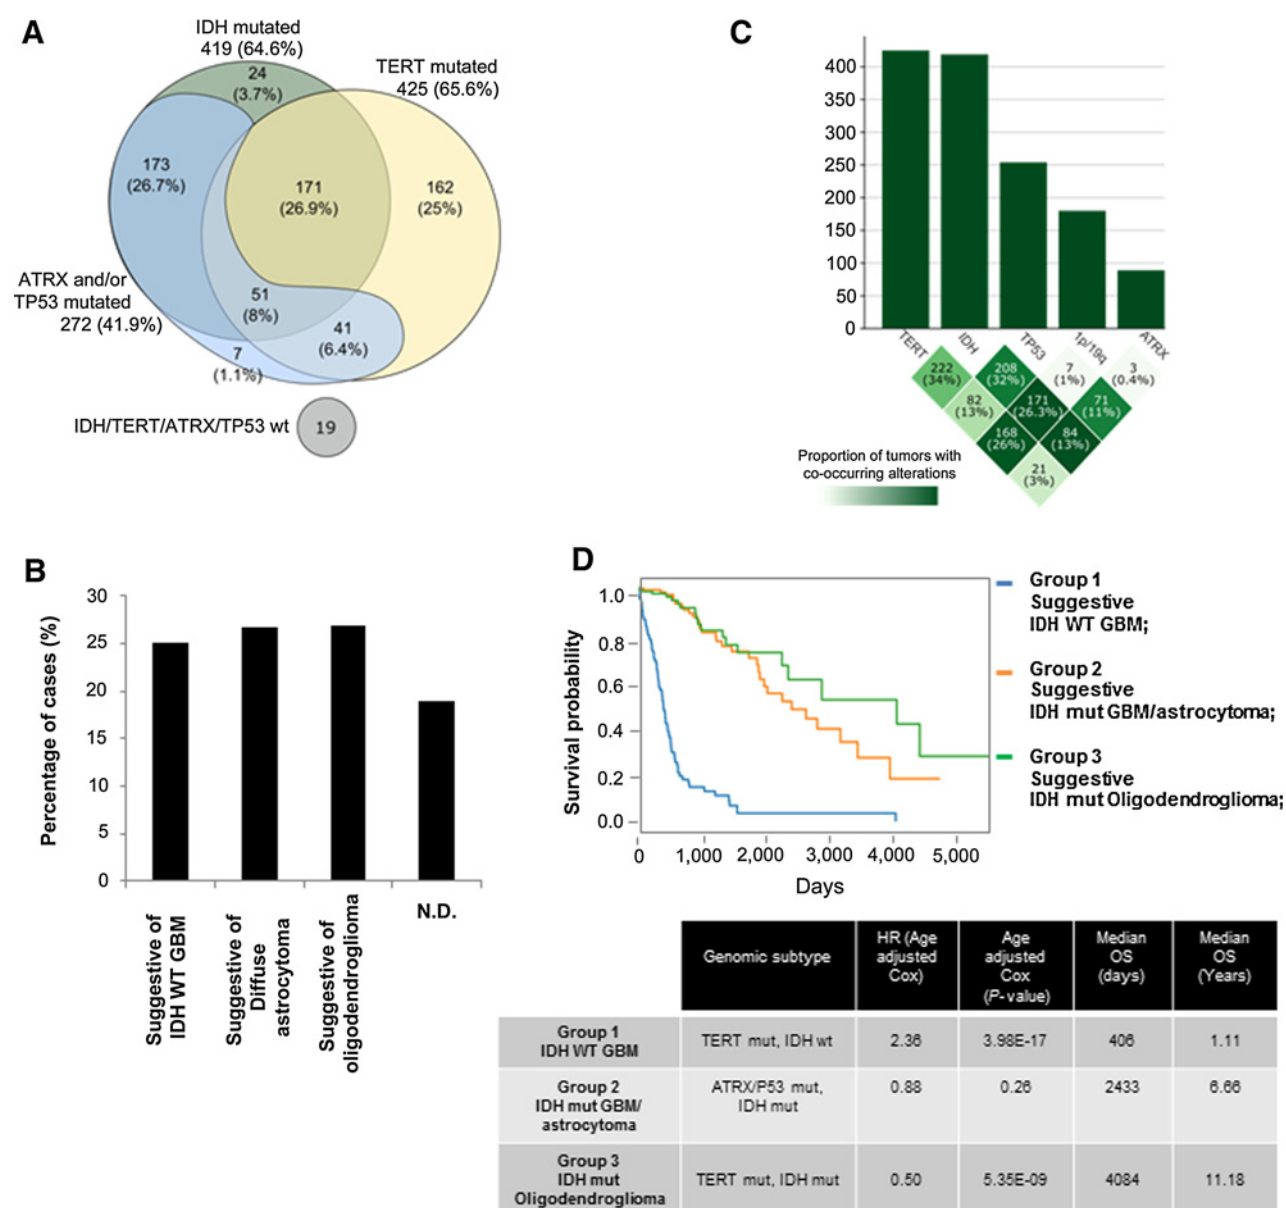 A
IDH mutated
419 (64.6%)
24
(3.7%)
TERT mutated
425 (65.6%)
173
(26.7%)
171
(26.9%)
162
(25%)
ATRX and/or
TP53 mutated
272 (41.9%)
51
(8%)
41
(6.4%)
7
(1.1%)
IDH/TERT/ATRX/TP53 wt
19
C
400
350
300
250
200
150
100
50
0
TERT
IDH
TP53
1p/19q
ATRX
222
(34%)
208
(32%)
7
(1%)
3
(0.4%)
82
(13%)
171
(26.3%)
71
(11%)
168
(26%)
84
(13%)
21
(3%)
Proportion of tumors with
co-occurring alterations
B
Percentage of cases (%)
30
25
20
15
10
5
0
Suggestive of
IDH WT GBM
Suggestive of
Diffuse
astrocytoma
Suggestive of
oligodendroglioma
N.D.
D
Survival probability
1.0
0.8
0.6
0.4
0.2
0.0
0
1,000
2,000
3,000
4,000
5,000
Days
Group 1
Suggestive
IDH WT GBM;
Group 2
Suggestive
IDH mut GBM/astrocytoma;
Group 3
Suggestive
IDH mut Oligodendroglioma;
Genomic subtype
HR (Age
adjusted
Cox)
Age
adjusted
Cox
(P-value)
Median
OS
(days)
Median
OS
(Years)
Group 1
IDH WT GBM
TERT mut, IDH wt
2.36
3.98E-17
406
1.11
Group 2
IDH mut GBM/
astrocytoma
ATRX/P53 mut,
IDH mut
0.88
0.26
2433
6.66
Group 3
IDH mut
Oligodendroglioma
TERT mut, IDH mut
0.50
5.35E-09
4084
11.18